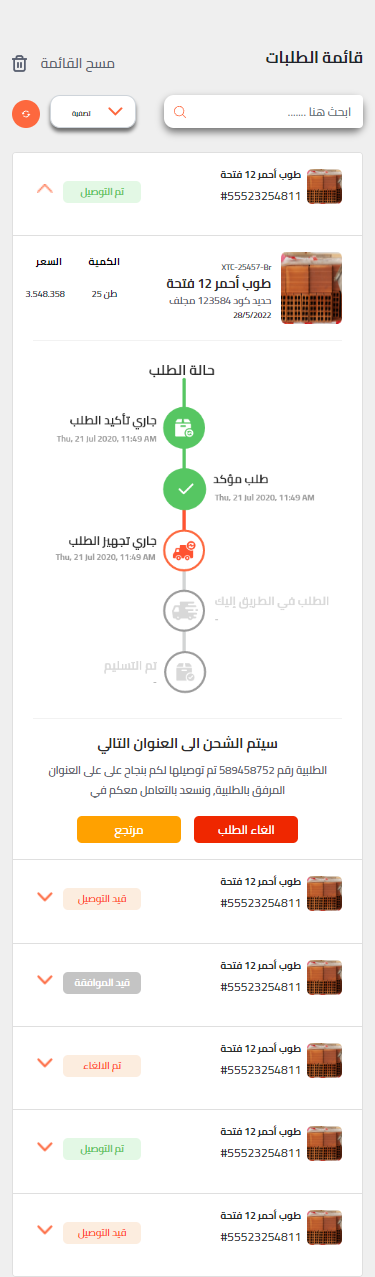 قائمة الطلبات
مسح القائمة
ابحث هنا .......
تصفية
طوب أحمر 12 فتحة
#55523254811
تم التوصيل
XTC-25457-Br
طوب أحمر 12 فتحة
حديد كود 123584 مجلف
28/5/2022
الكمية
طن 25
السعر
3.548.358
حالة الطلب
جاري تأكيد الطلب
Thu, 21 Jul 2020, 11:49 AM
طلب مؤكد
Thu, 21 Jul 2020, 11:49 AM
جاري تجهيز الطلب
Thu, 21 Jul 2020, 11:49 AM
الطلب في الطريق إليك
-
تم التسليم
-
سيتم الشحن الى العنوان التالي
الطلبية رقم 589458752 تم توصيلها لكم بنجاح على على العنوان
المرفق بالطلبية, ونسعد بالتعامل معكم في
الغاء الطلب
مرتجع
طوب أحمر 12 فتحة
#55523254811
قيد التوصيل
طوب أحمر 12 فتحة
#55523254811
قيد الموافقة
طوب أحمر 12 فتحة
#55523254811
تم الالغاء
طوب أحمر 12 فتحة
#55523254811
تم التوصيل
طوب أحمر 12 فتحة
#55523254811
قيد التوصيل